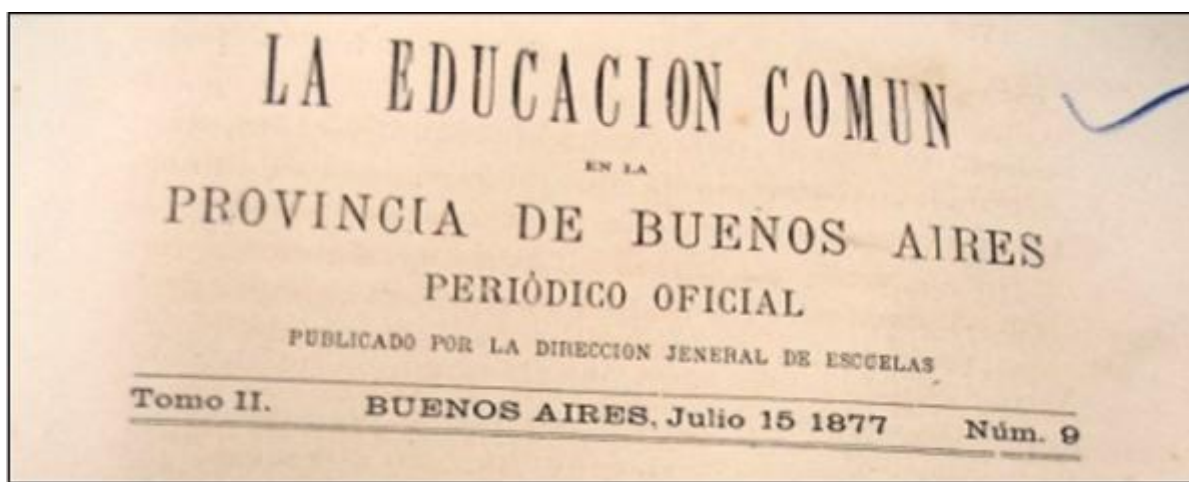 LA EDUCACION COMUN
EN LA
PROVINCIA DE BUENOS AIRES
PERIÓDICO OFICIAL
PUBLICADO POR LA DIRECCION JENERAL DE ESCUELAS
Tomo II. BUENOS AIRES, Julio 15 1877 Núm. 9